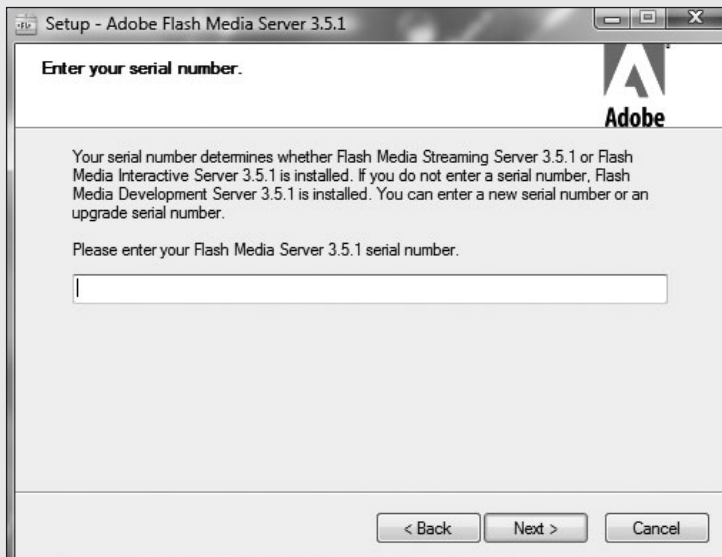 Setup - Adobe Flash Media Server 3.5.1
Enter your serial number.
Adobe
Your serial number determines whether Flash Media Streaming Server 3.5.1 or Flash
Media Interactive Server 3.5.1 is installed. If you do not enter a serial number, Flash
Media Development Server 3.5.1 is installed. You can enter a new serial number or an
upgrade serial number.
Please enter your Flash Media Server 3.5.1 serial number.
< Back Next > Cancel